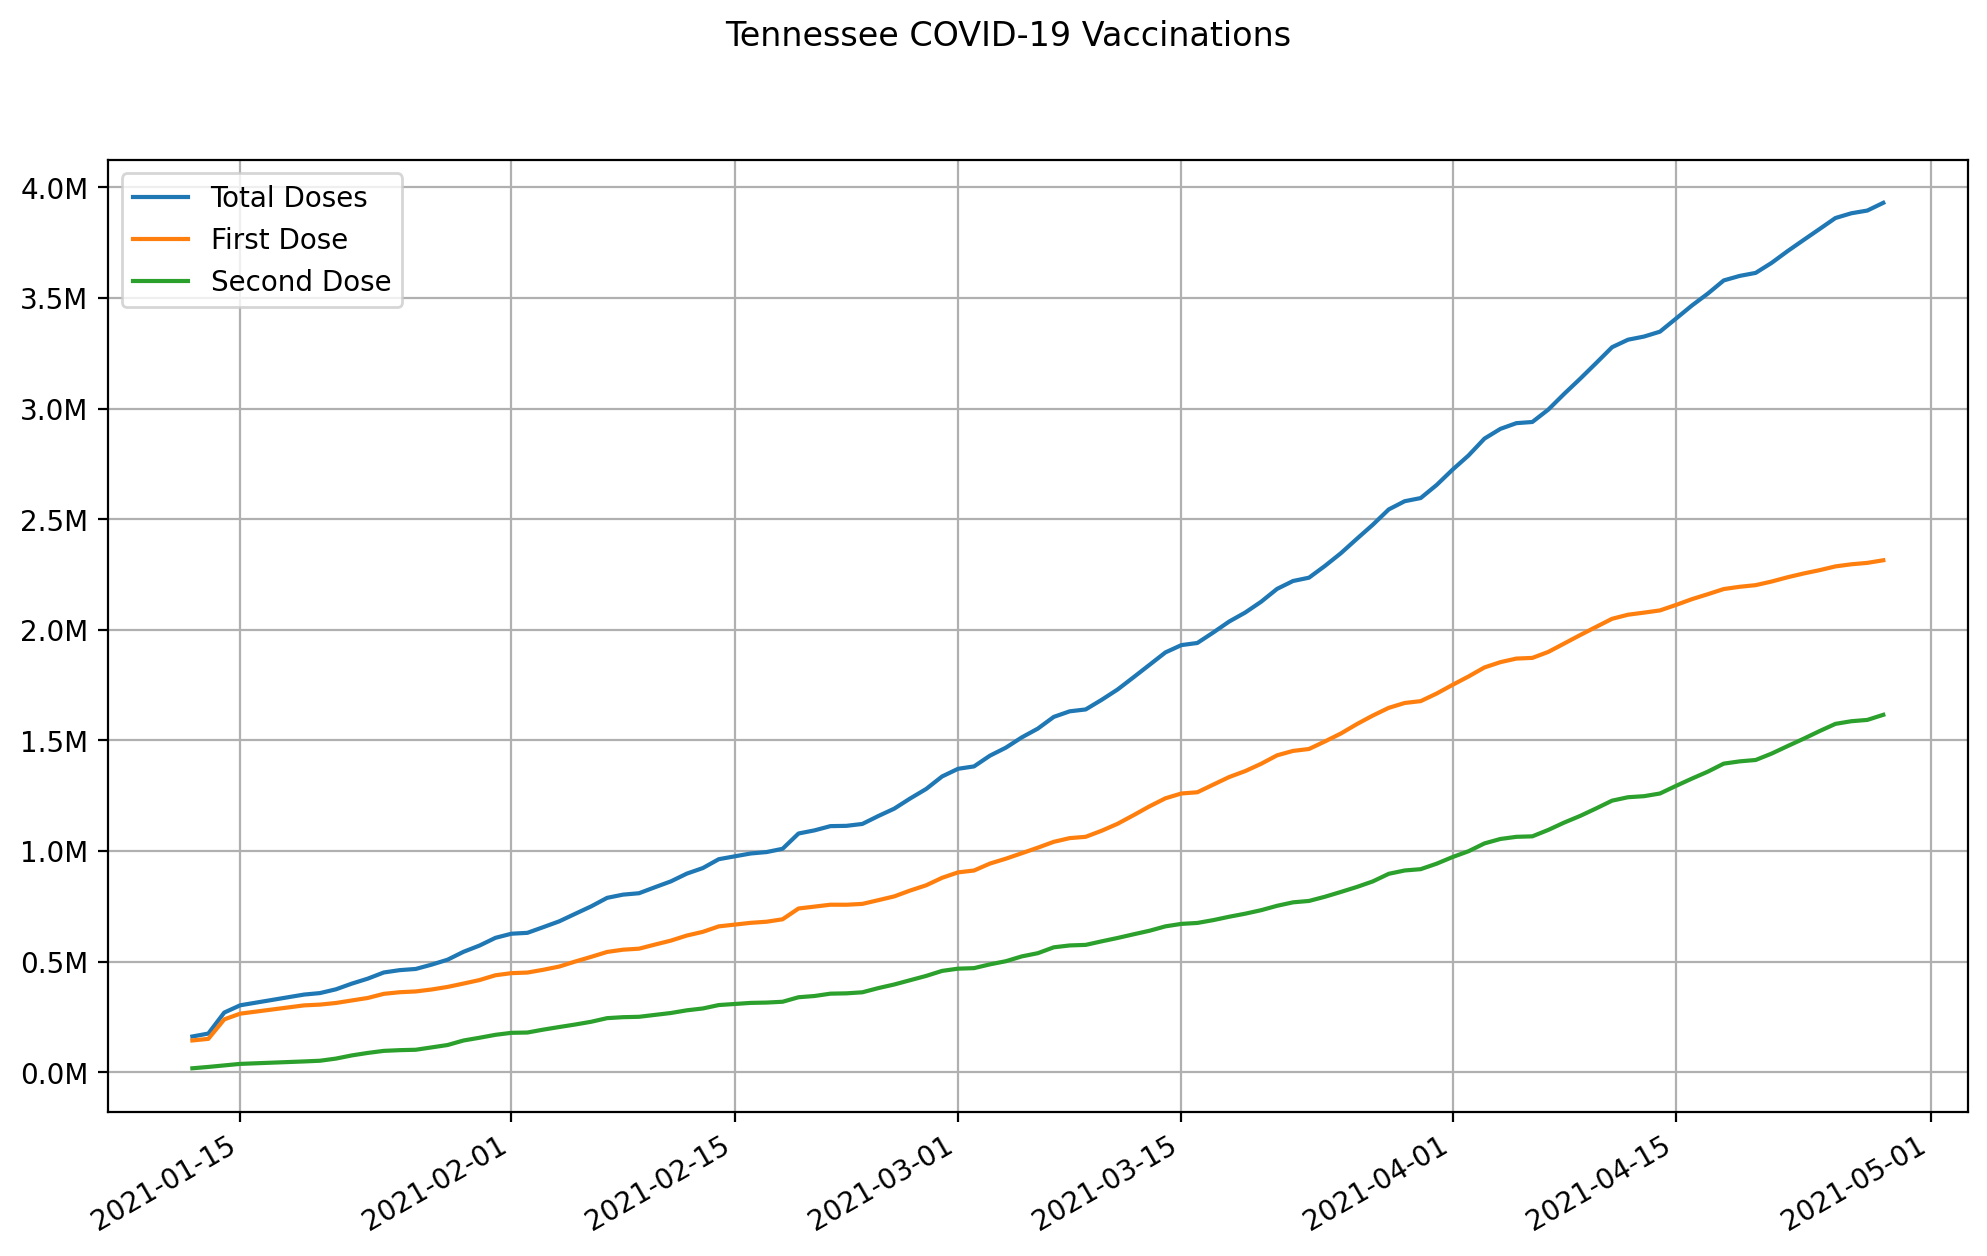 Tennessee COVID-19 Vaccinations
4.0M
3.5M
3.0M
2.5M
2.0M
1.5M
1.0M
0.5M
0.0M
Total Doses
First Dose
Second Dose
2021-01-15
2021-02-01
2021-02-15
2021-03-01
2021-03-15
2021-04-01
2021-04-15
2021-05-01